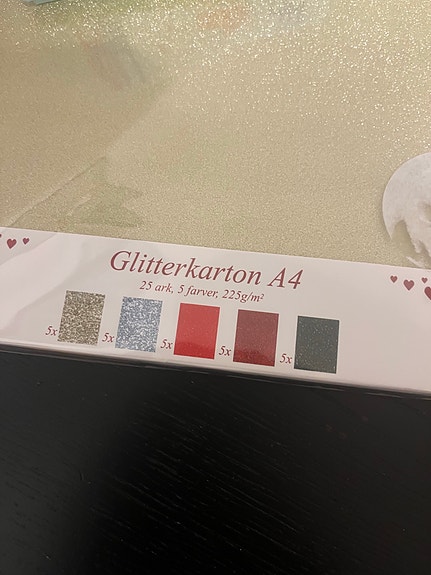 Glitterkarton A4
25 ark, 5 farver, 225g/m²
5x 5x 5x 5x 5x